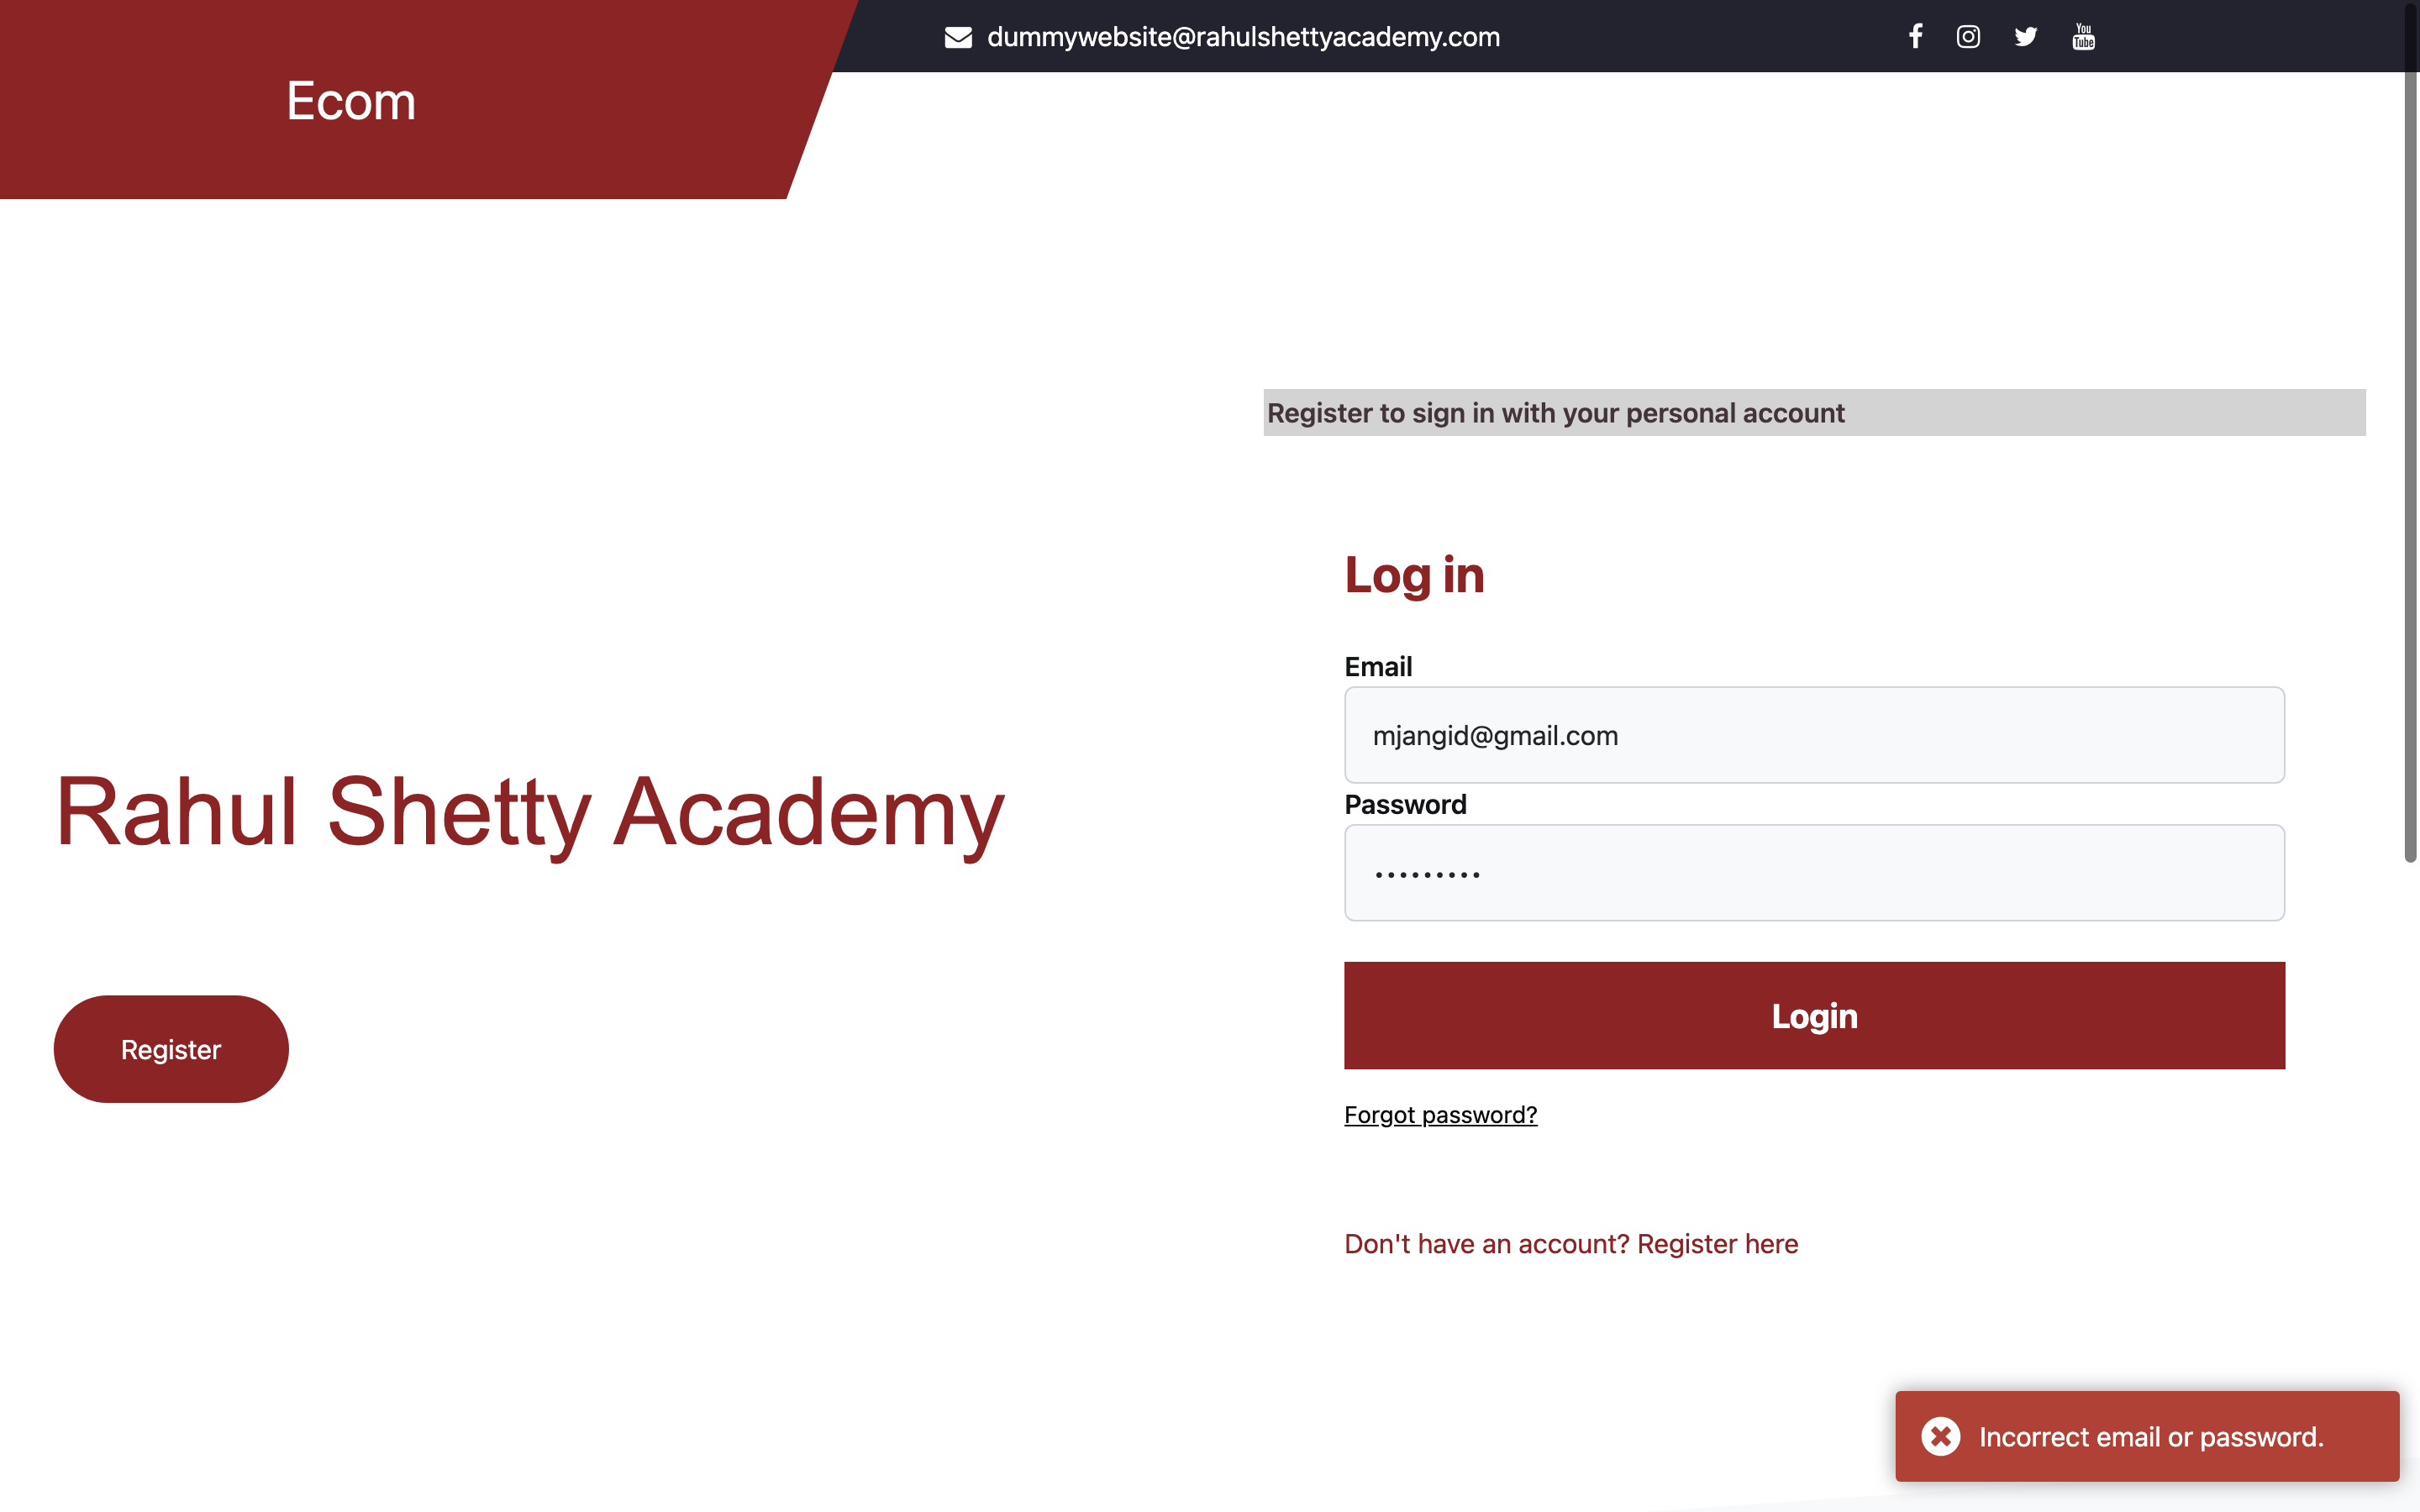 dummywebsite@rahulshettyacademy.com
You
Tube
Ecom
Register to sign in with your personal account
Log in
Email
mjangid@gmail.com
Password
•••••••••
Rahul Shetty Academy
Login
Register
Forgot password?
Don't have an account? Register here
Incorrect email or password.